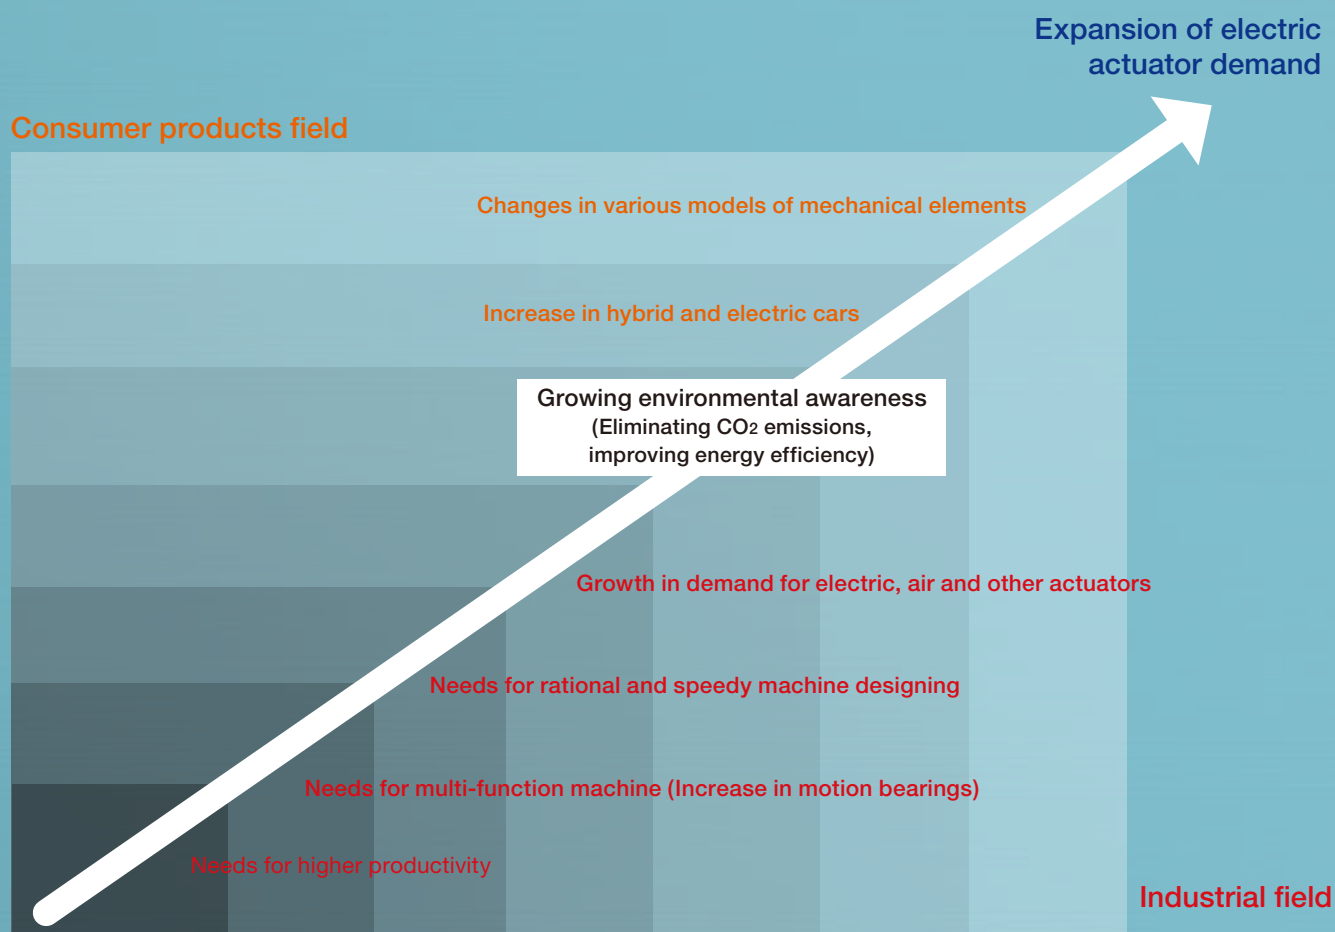 Expansion of electric
actuator demand
Consumer products field
Changes in various models of mechanical elements
Increase in hybrid and electric cars
Growing environmental awareness
(Eliminating CO2 emissions,
improving energy efficiency)
Growth in demand for electric, air and other actuators
Needs for rational and speedy machine designing
Needs for multi-function machine (Increase in motion bearings)
Needs for higher productivity
Industrial field